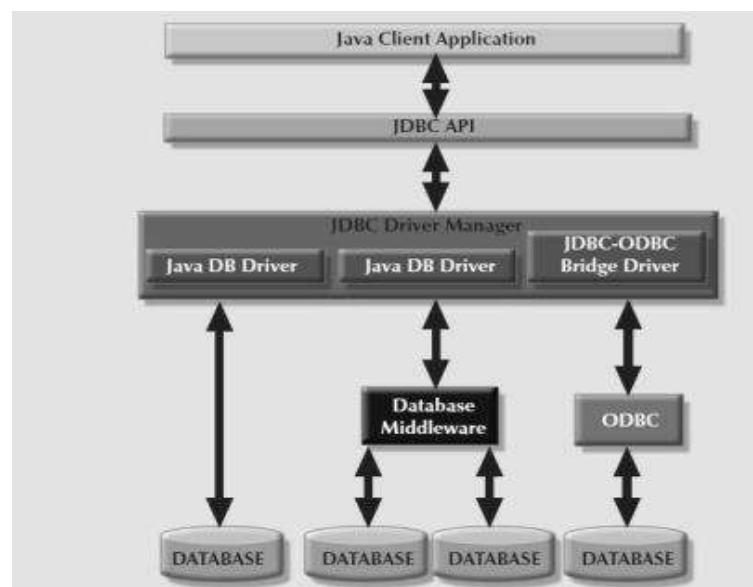 Java Client Application
JDBC API
JDBC Driver Manager
Java DB Driver
Java DB Driver
JDBC-ODBC
Bridge Driver
Database
Middleware
ODBC
DATABASE
DATABASE
DATABASE
DATABASE